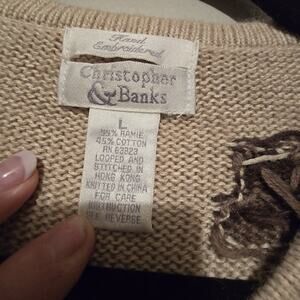 Hand
Embroidered
Christopher
& Banks
L
55% RAMIE
45% COTTON
RN 63823
LOOPED AND
STITCHED IN
HONG KONG
KNITTED IN CHINA
FOR CARE
INSTRUCTION
SEE REVERSE